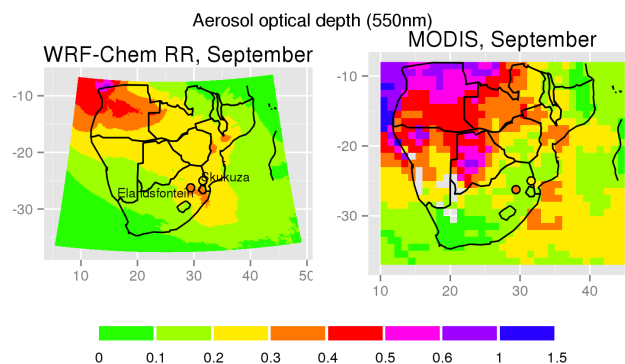 Aerosol optical depth (550nm)
WRF-Chem RR, September
MODIS, September
-10
-20
-30
Skukuza
Elandsfontein
10 20 30 40 50
-10
-20
-30
10 20 30 40
0 0.1 0.2 0.3 0.4 0.5 0.6 1 1.5